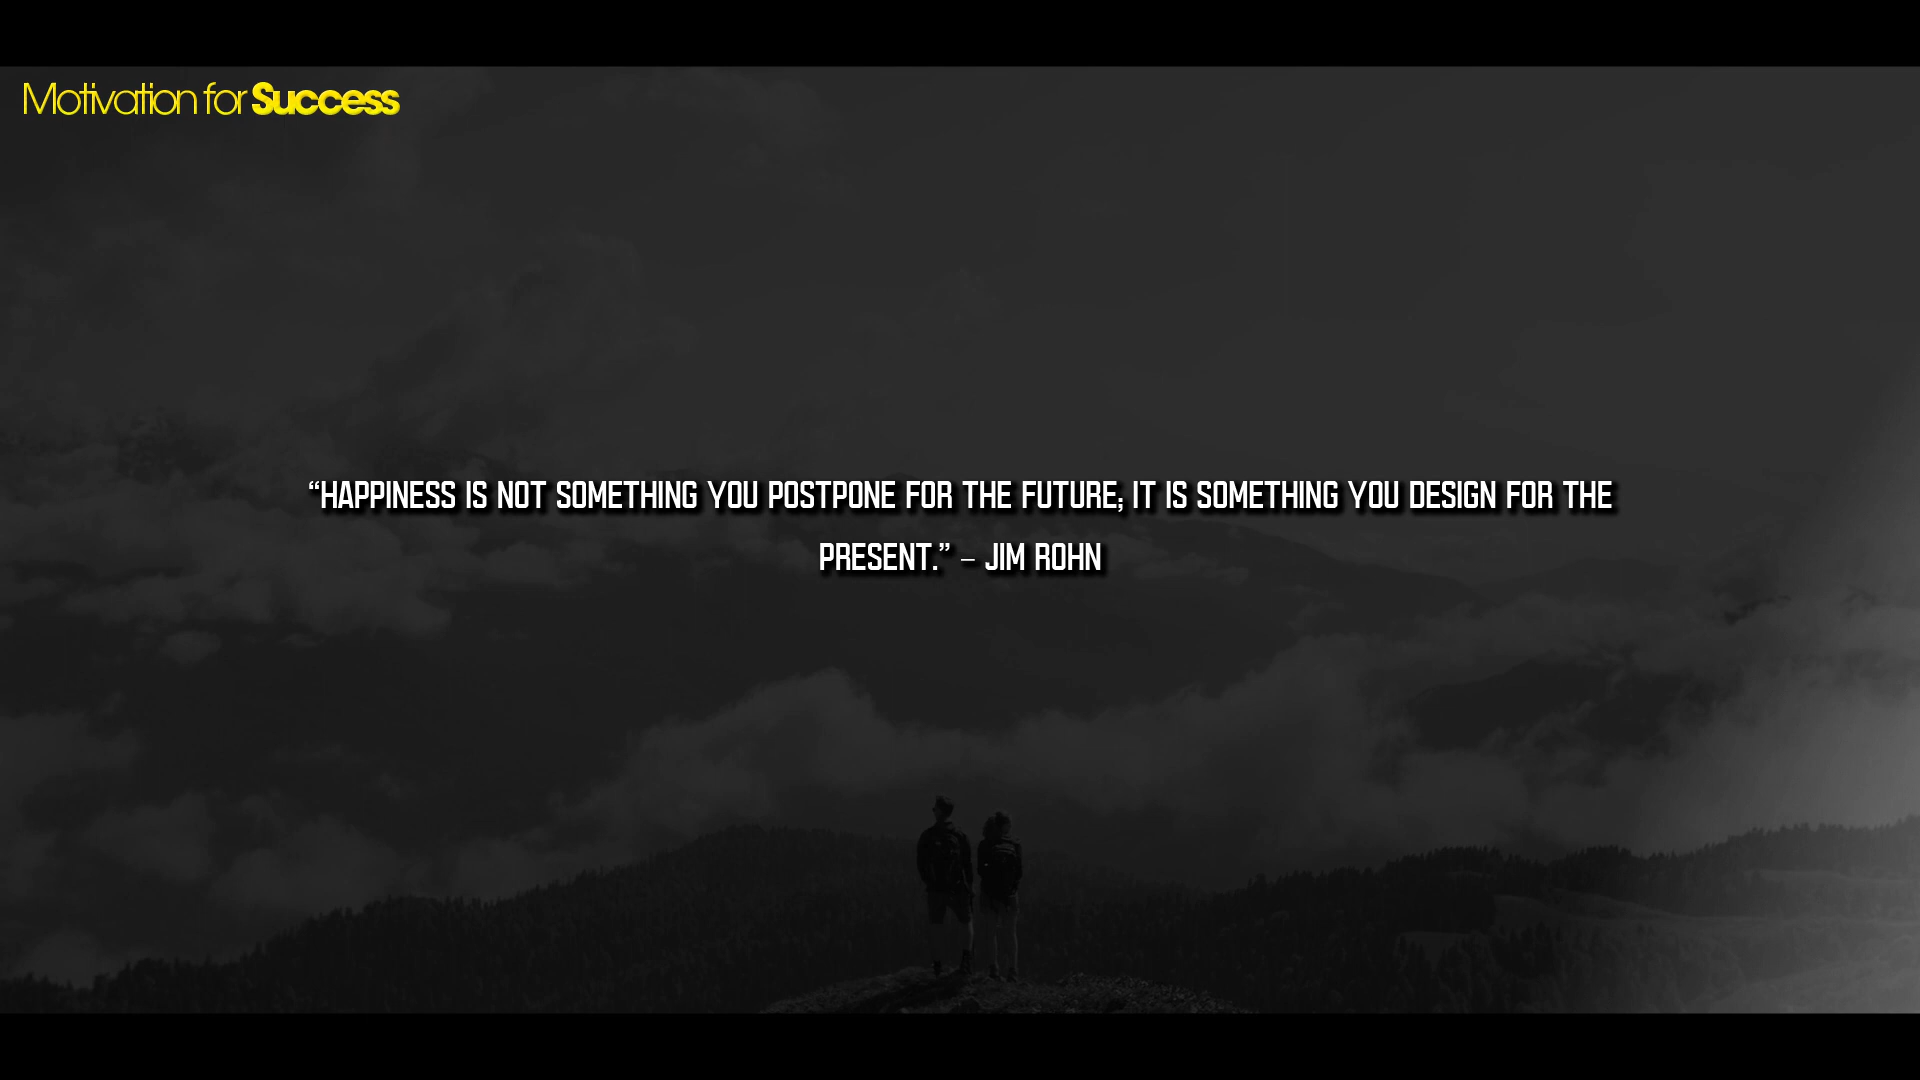 Motivation for Success
“HAPPINESS IS NOT SOMETHING YOU POSTPONE FOR THE FUTURE; IT IS SOMETHING YOU DESIGN FOR THE
PRESENT.” – JIM ROHN